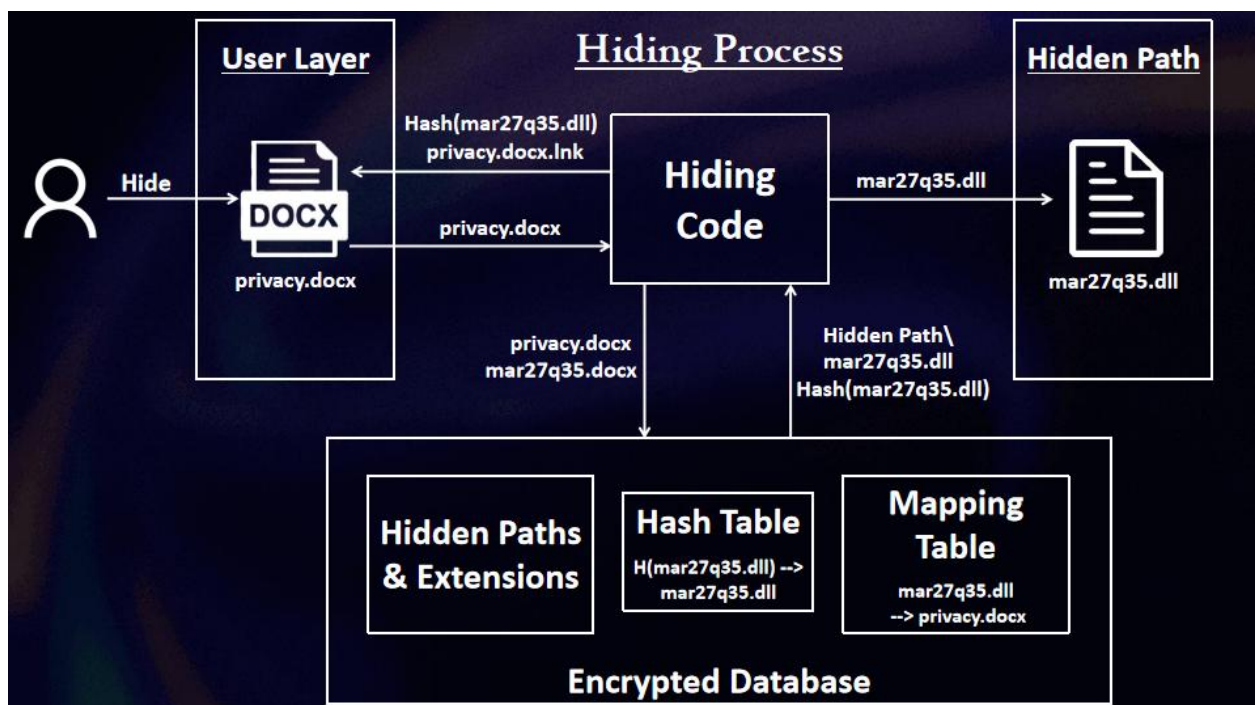 Hiding Process
User Layer
Hide
DOCX
privacy.docx
Hash(mar27q35.dll)
privacy.docx.lnk
privacy.docx
Hiding
Code
mar27q35.dll
Hidden Path
mar27q35.dll
privacy.docx
mar27q35.docx
Hidden Path\
mar27q35.dll
Hash(mar27q35.dll)
Hidden Paths
& Extensions
Hash Table
H(mar27q35.dll) -->
mar27q35.dll
Mapping
Table
mar27q35.dll
--> privacy.docx
Encrypted Database